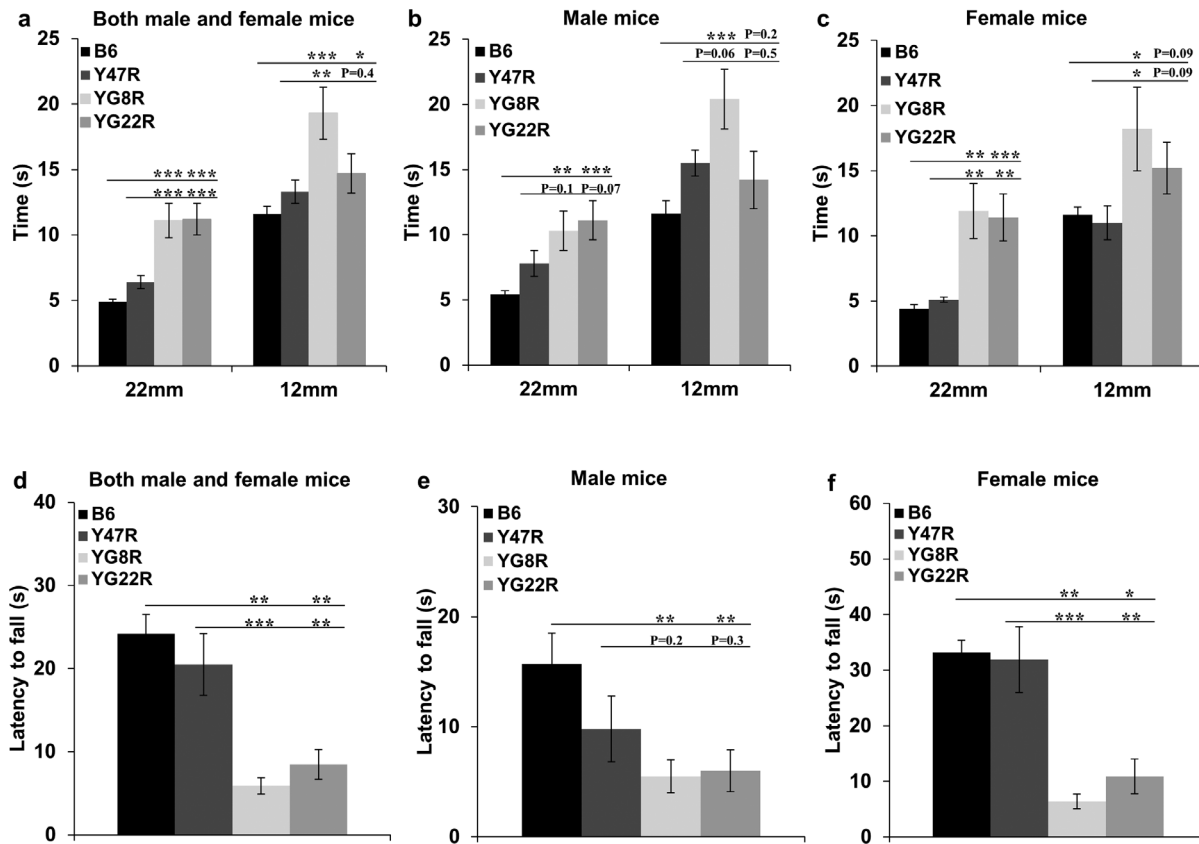 a Both male and female mice
25
20
15
10
5
0
Time (s)
B6
Y47R
YG8R
YG22R
*** ***
*** ***
*** *
** P=0.4
22mm 12mm
b Male mice
25
20
15
10
5
0
Time (s)
B6
Y47R
YG8R
YG22R
** ***
P=0.1 P=0.07
*** P=0.2
P=0.06 P=0.5
22mm 12mm
c Female mice
25
20
15
10
5
0
Time (s)
B6
Y47R
YG8R
YG22R
** ***
** **
* P=0.09
* P=0.09
22mm 12mm
d Both male and female mice
40
30
20
10
0
Latency to fall (s)
B6
Y47R
YG8R
YG22R
** **
*** **
e Male mice
30
20
10
0
Latency to fall (s)
B6
Y47R
YG8R
YG22R
** **
P=0.2 P=0.3
f Female mice
60
50
40
30
20
10
0
Latency to fall (s)
B6
Y47R
YG8R
YG22R
** *
*** **